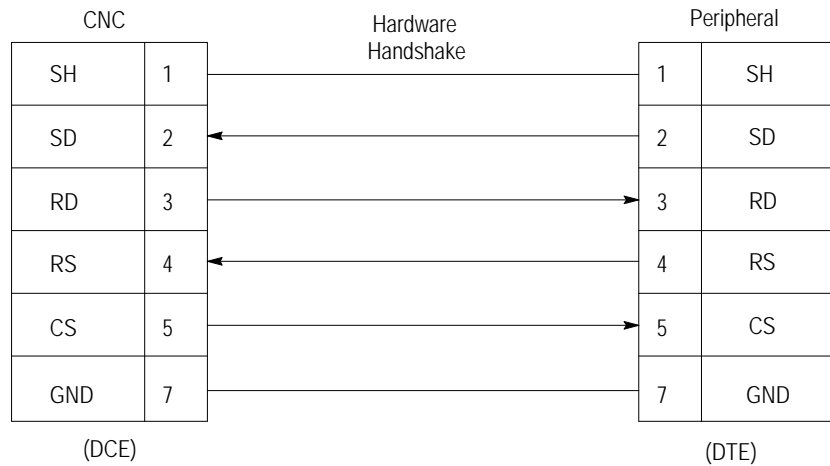 CNC Hardware Peripheral
Handshake
SH 1 1 SH
SD 2 2 SD
RD 3 3 RD
RS 4 4 RS
CS 5 5 CS
GND 7 7 GND
(DCE) (DTE)